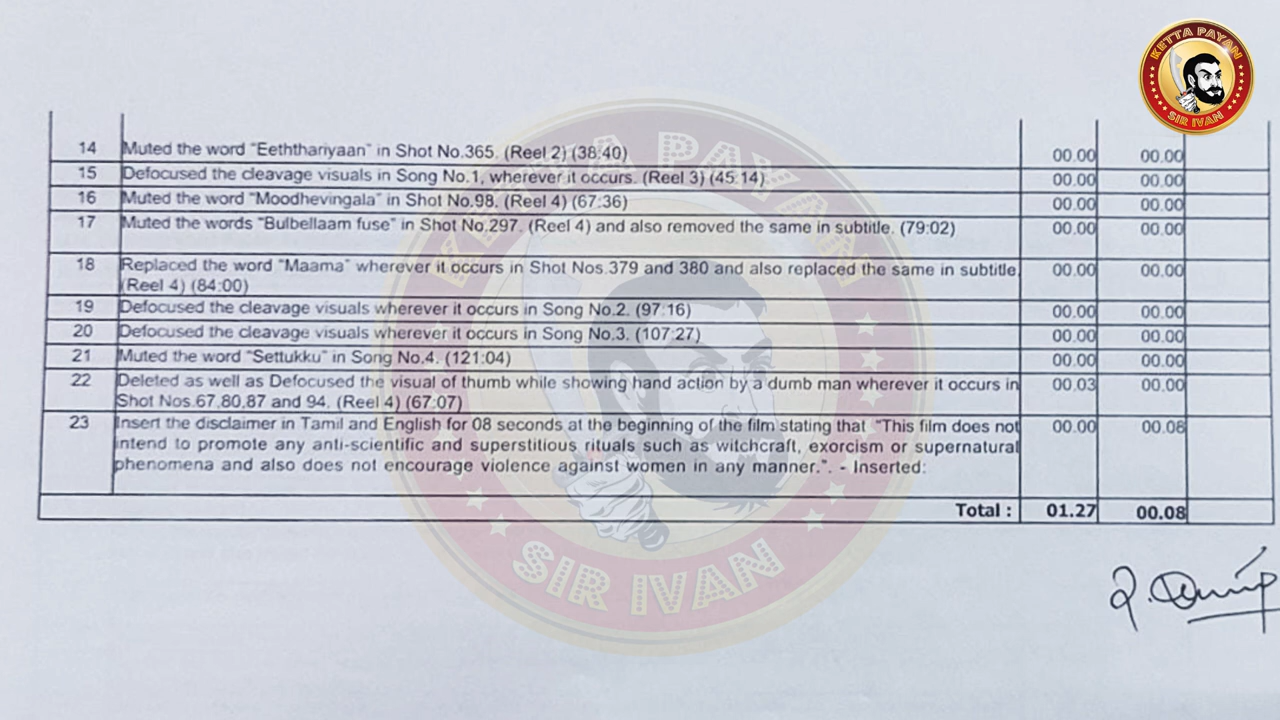 KETTA PAYAN
SIR IVAN
14 Muted the word "Eeththariyaan" in Shot No.365. (Reel 2) (38:40) 00.00 00.00
15 Defocused the cleavage visuals in Song No.1, wherever it occurs. (Reel 3) (45:14) 00.00 00.00
16 Muted the word "Moodhevingala" in Shot No.98. (Reel 4) (67:36) 00.00 00.00
17 Muted the words "Bulbellaam fuse" in Shot No.297. (Reel 4) and also removed the same in subtitle. (79:02) 00.00 00.00
18 Replaced the word "Maama" wherever it occurs in Shot Nos.379 and 380 and also replaced the same in subtitle. 00.00 00.00
(Reel 4) (84:00)
19 Defocused the cleavage visuals wherever it occurs in Song No.2. (97:16) 00.00 00.00
20 Defocused the cleavage visuals wherever it occurs in Song No.3. (107:27) 00.00 00.00
21 Muted the word "Settukku" in Song No.4. (121:04) 00.00 00.00
22 Deleted as well as Defocused the visual of thumb while showing hand action by a dumb man wherever it occurs in 00.03 00.00
Shot Nos.67,80,87 and 94. (Reel 4) (67:07)
23 Insert the disclaimer in Tamil and English for 08 seconds at the beginning of the film stating that "This film does not 00.00 00.08
intend to promote any anti-scientific and superstitious rituals such as witchcraft, exorcism or supernatural
phenomena and also does not encourage violence against women in any manner.". - Inserted:
Total : 01.27 00.08
KETTA PAYAN
SIR IVAN